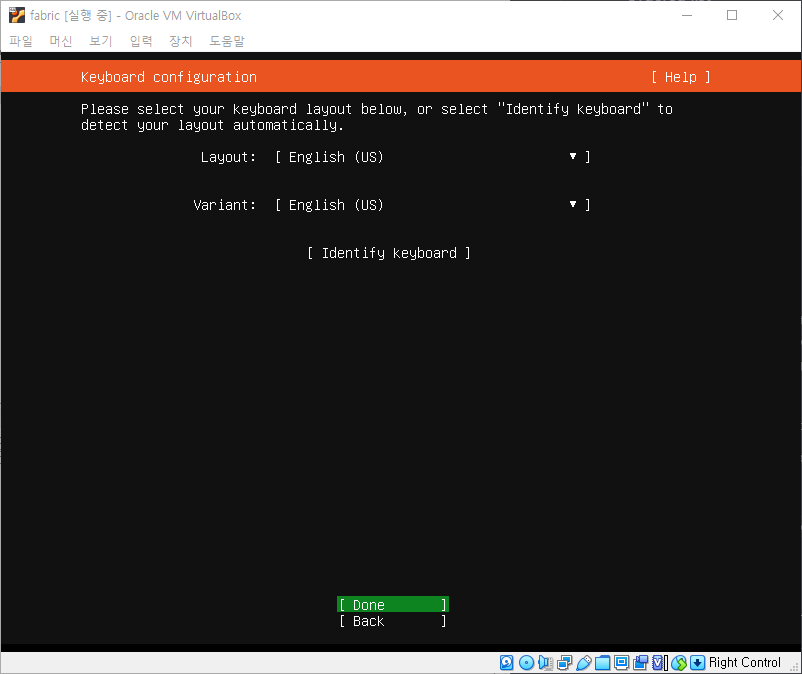 fabric [실행 중] - Oracle VM VirtualBox
파일 머신 보기 입력 장치 도움말
Keyboard configuration [ Help ]
Please select your keyboard layout below, or select "Identify keyboard" to
detect your layout automatically.
Layout: [ English (US) ▾ ]
Variant: [ English (US) ▾ ]
[ Identify keyboard ]
[ Done ]
[ Back ]
Right Control